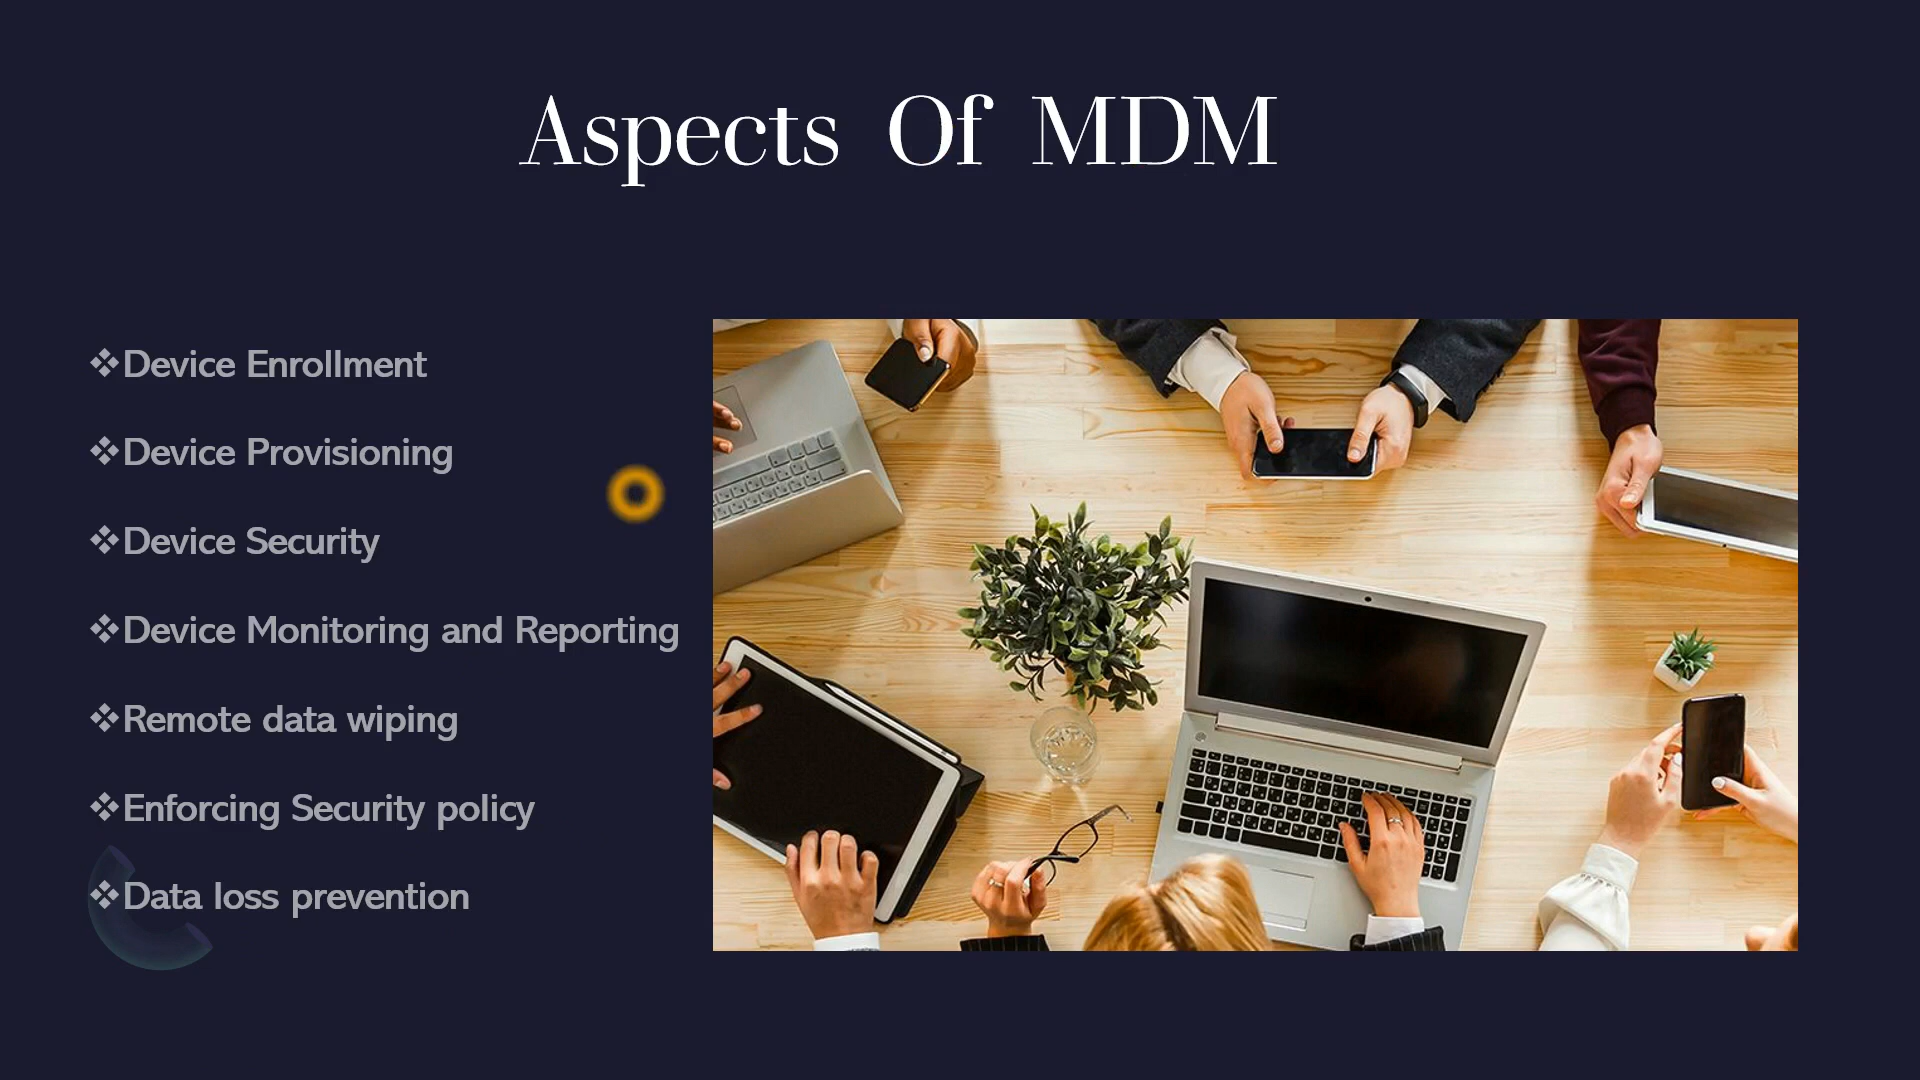 Aspects Of MDM
❖Device Enrollment
❖Device Provisioning
❖Device Security
❖Device Monitoring and Reporting
❖Remote data wiping
❖Enforcing Security policy
❖Data loss prevention